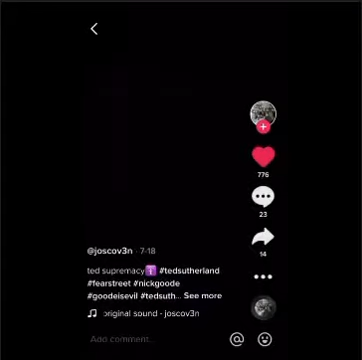 @joscov3n · 7-18
776
23
ted supremacy🛐 #tedsutherland
#fearstreet #nickgoode
#goodeisevil #tedsuth... See more
14
original sound - joscov3n
Add comment...